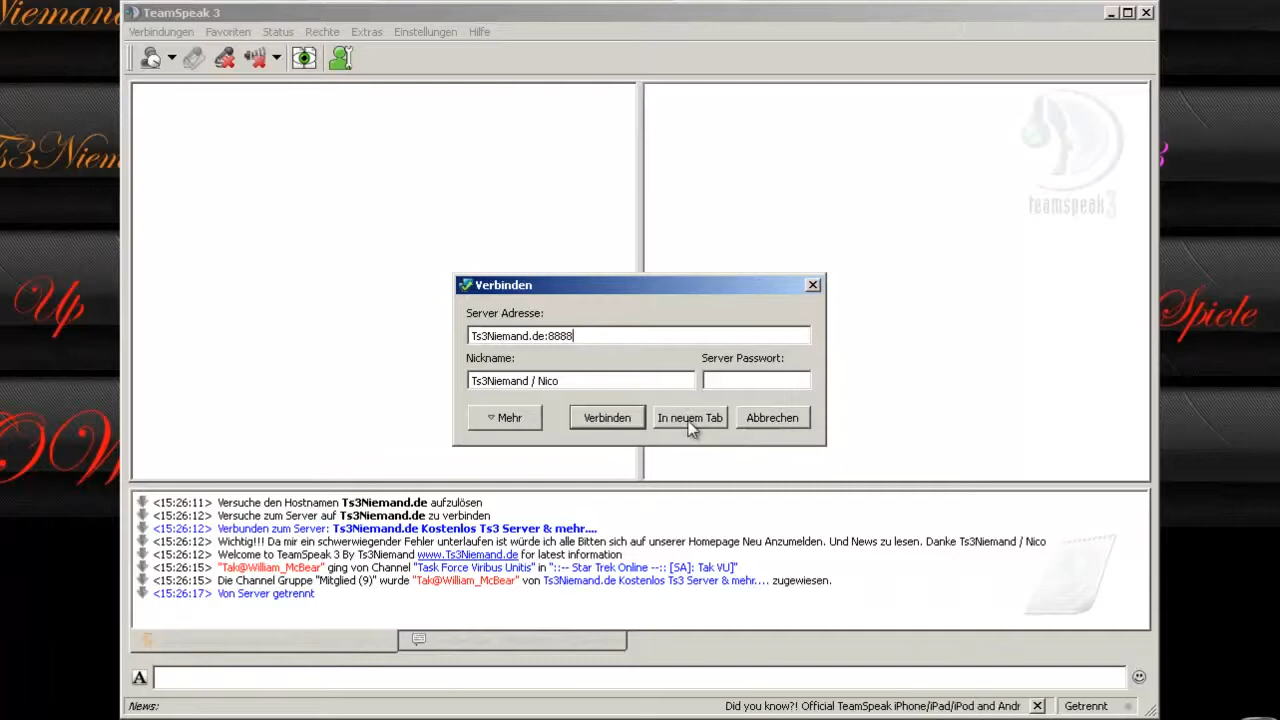 Niemand
TeamSpeak 3
Verbindungen Favoriten Status Rechte Extras Einstellungen Hilfe
teamspeak 3
Ts3Niem
3
Verbinden
Server Adresse:
Ts3Niemand.de:8888
Nickname: Server Passwort:
Ts3Niemand / Nico
Mehr Verbinden In neuem Tab Abbrechen
Up
Spiele
<15:26:11> Versuche den Hostnamen Ts3Niemand.de aufzulösen
<15:26:12> Versuche zum Server auf Ts3Niemand.de zu verbinden
<15:26:12> Verbunden zum Server: Ts3Niemand.de Kostenlos Ts3 Server & mehr....
<15:26:12> Wichtig!!! Da mir ein schwerwiegender Fehler unterlaufen ist würde ich alle Bitten sich auf unserer Homepage Neu Anzumelden. Und News zu lesen. Danke Ts3Niemand / Nico
<15:26:12> Welcome to TeamSpeak 3 By Ts3Niemand www.Ts3Niemand.de for latest information
<15:26:15> "Tak@William_McBear" ging von Channel "Task Force Viribus Unitis" in "::-- Star Trek Online --:: [SA]: Tak VU]"
<15:26:15> Die Channel Gruppe "Mitglied (9)" wurde "Tak@William_McBear" von Ts3Niemand.de Kostenlos Ts3 Server & mehr.... zugewiesen.
<15:26:17> Von Server getrennt
A
News: Did you know?! Official TeamSpeak iPhone/iPad/iPod and Andr Getrennt